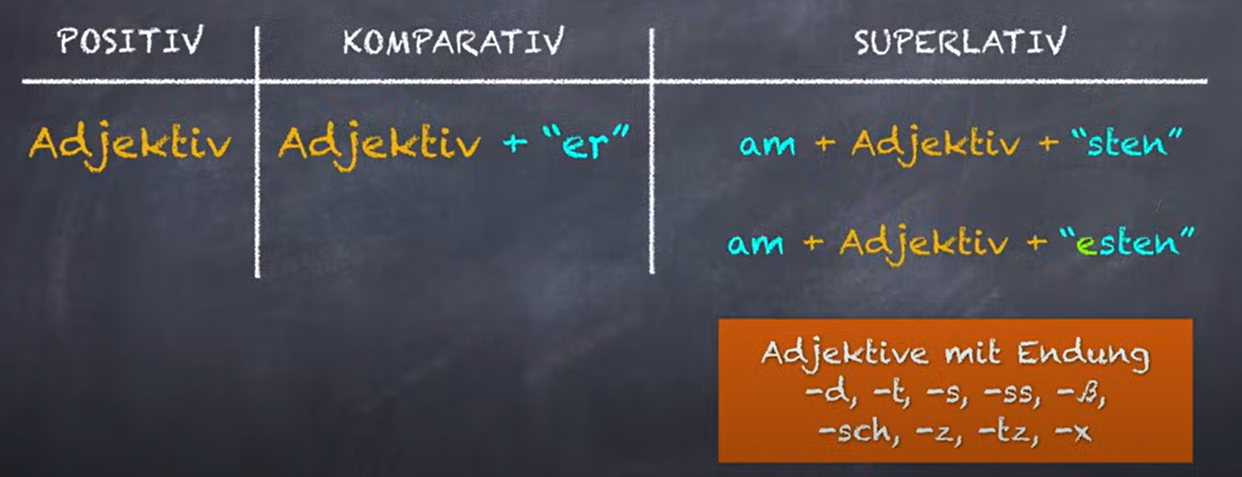 POSITIV KOMPARATIV SUPERLATIV
Adjektiv Adjektiv + "er" am + Adjektiv + "sten"
am + Adjektiv + "esten"
Adjektive mit Endung
-d, -t, -s, -ss, -ß,
-sch, -z, -tz, -x